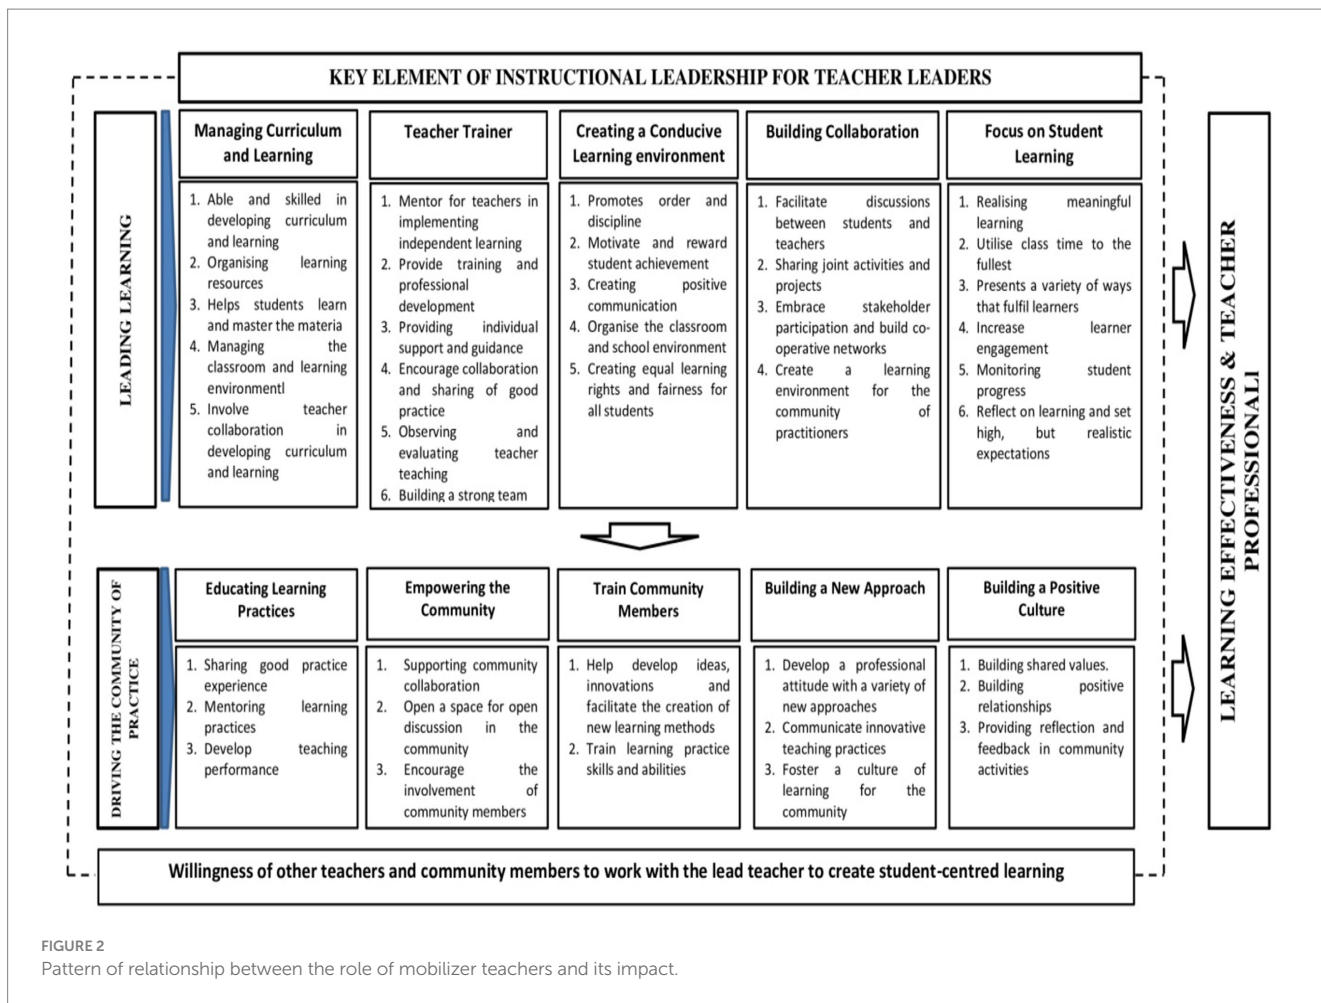 KEY ELEMENT OF INSTRUCTIONAL LEADERSHIP FOR TEACHER LEADERS
LEADING LEARNING
Managing Curriculum
and Learning
1. Able and skilled in
developing curriculum
and learning
2. Organising learning
resources
3. Helps students learn
and master the materia
4. Managing the
classroom and learning
environmentl
5. Involve teacher
collaboration in
developing curriculum
and learning
Teacher Trainer
1. Mentor for teachers in
implementing
independent learning
2. Provide training and
professional
development
3. Providing individual
support and guidance
4. Encourage collaboration
and sharing of good
practice
5. Observing and
evaluating teacher
teaching
6. Building a strong team
Creating a Conducive
Learning environment
1. Promotes order and
discipline
2. Motivate and reward
student achievement
3. Creating positive
communication
4. Organise the classroom
and school environment
5. Creating equal learning
rights and fairness for
all students
Building Collaboration
1. Facilitate discussions
between students and
teachers
2. Sharing joint activities and
projects
3. Embrace stakeholder
participation and build co-
operative networks
4. Create a learning
environment for the
community of
practitioners
Focus on Student
Learning
1. Realising meaningful
learning
2. Utilise class time to the
fullest
3. Presents a variety of ways
that fulfil learners
4. Increase learner
engagement
5. Monitoring student
progress
6. Reflect on learning and set
high, but realistic
expectations
DRIVING THE COMMUNITY OF
PRACTICE
Educating Learning
Practices
1. Sharing good practice
experience
2. Mentoring learning
practices
3. Develop teaching
performance
Empowering the
Community
1. Supporting community
collaboration
2. Open a space for open
discussion in the
community
3. Encourage the
involvement of
community members
Train Community
Members
1. Help develop ideas,
innovations and
facilitate the creation of
new learning methods
2. Train learning practice
skills and abilities
Building a New Approach
1. Develop a professional
attitude with a variety of
new approaches
2. Communicate innovative
teaching practices
3. Foster a culture of
learning for the
community
Building a Positive
Culture
1. Building shared values.
2. Building positive
relationships
3. Providing reflection and
feedback in community
activities
LEARNING EFFECTIVENESS & TEACHER
PROFESSIONALl
Willingness of other teachers and community members to work with the lead teacher to create student-centred learning
FIGURE 2
Pattern of relationship between the role of mobilizer teachers and its impact.